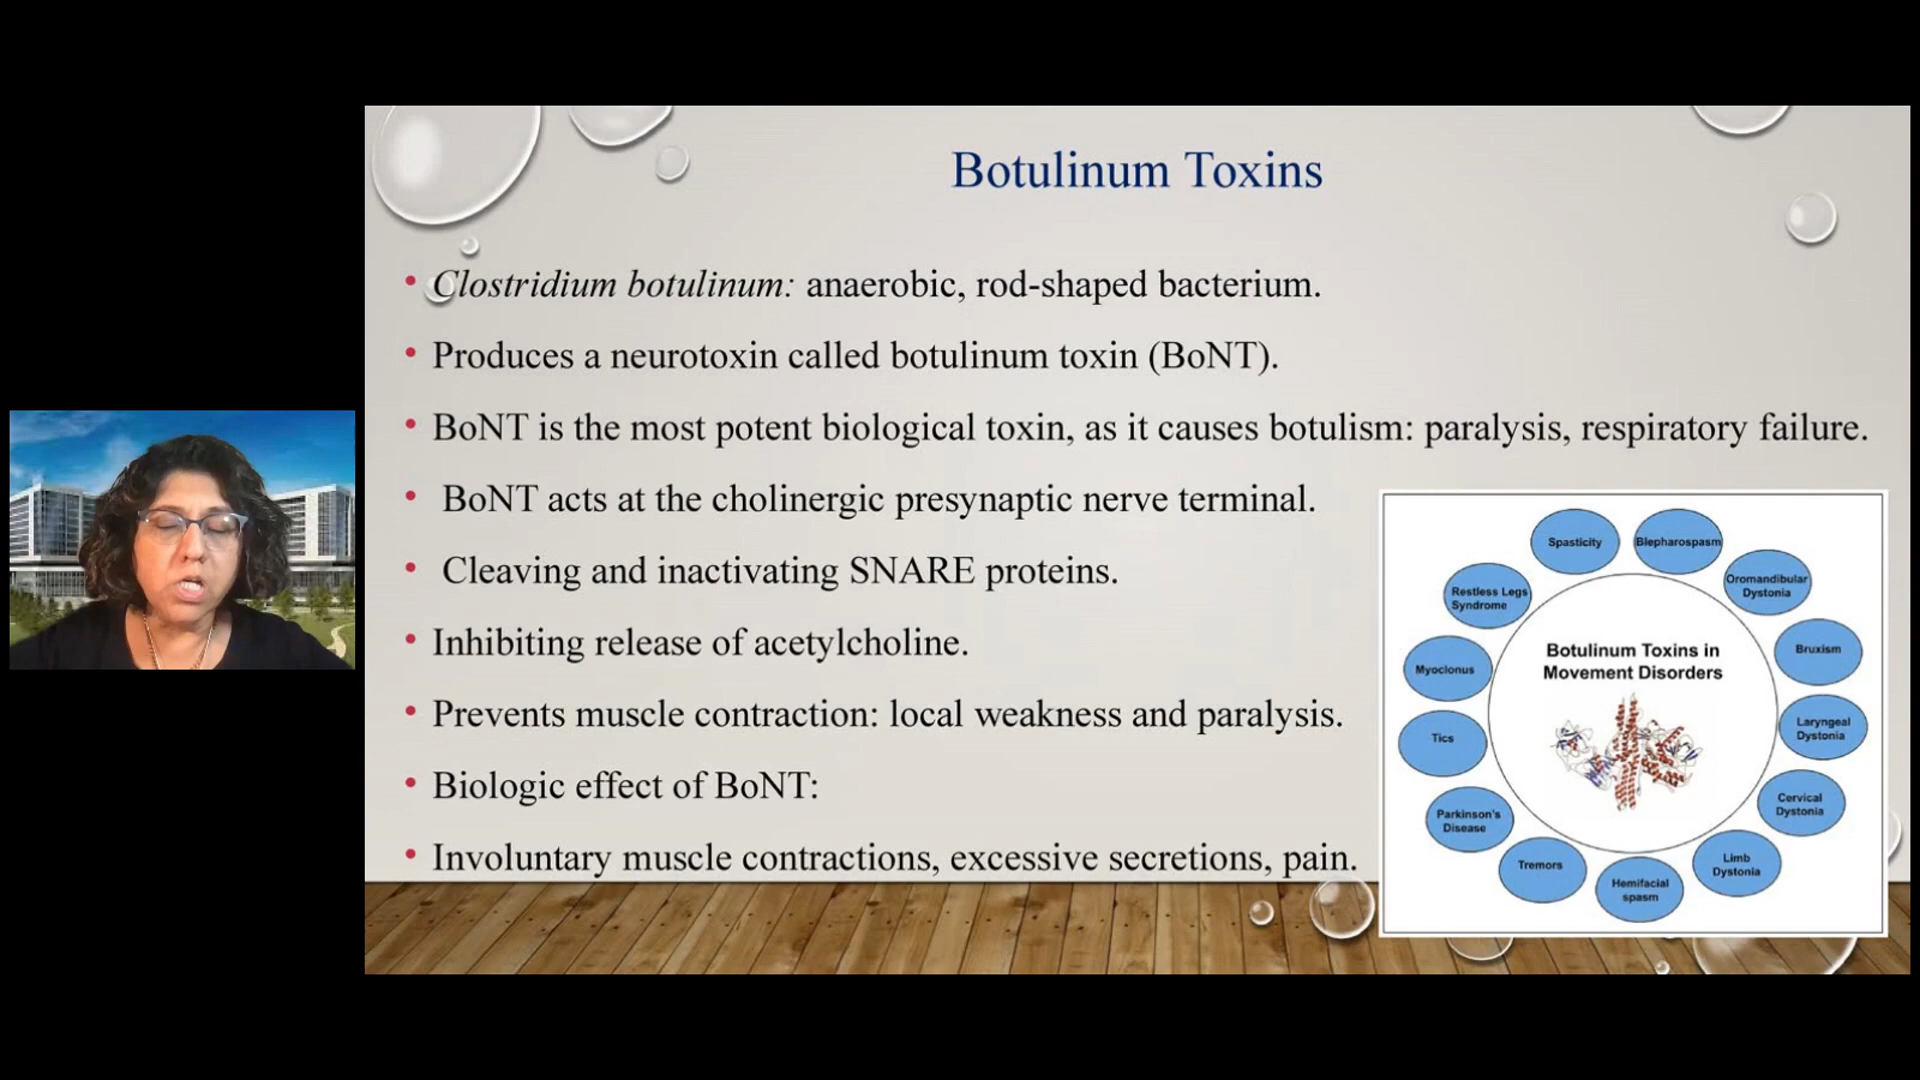 Botulinum Toxins
• Clostridium botulinum: anaerobic, rod-shaped bacterium.
• Produces a neurotoxin called botulinum toxin (BoNT).
• BoNT is the most potent biological toxin, as it causes botulism: paralysis, respiratory failure.
• BoNT acts at the cholinergic presynaptic nerve terminal.
• Cleaving and inactivating SNARE proteins.
• Inhibiting release of acetylcholine.
• Prevents muscle contraction: local weakness and paralysis.
• Biologic effect of BoNT:
• Involuntary muscle contractions, excessive secretions, pain.
Botulinum Toxins in
Movement Disorders
Spasticity
Blepharospasm
Oromandibular
Dystonia
Bruxism
Laryngeal
Dystonia
Cervical
Dystonia
Limb
Dystonia
Hemifacial
spasm
Tremors
Parkinson's
Disease
Tics
Myoclonus
Restless Legs
Syndrome